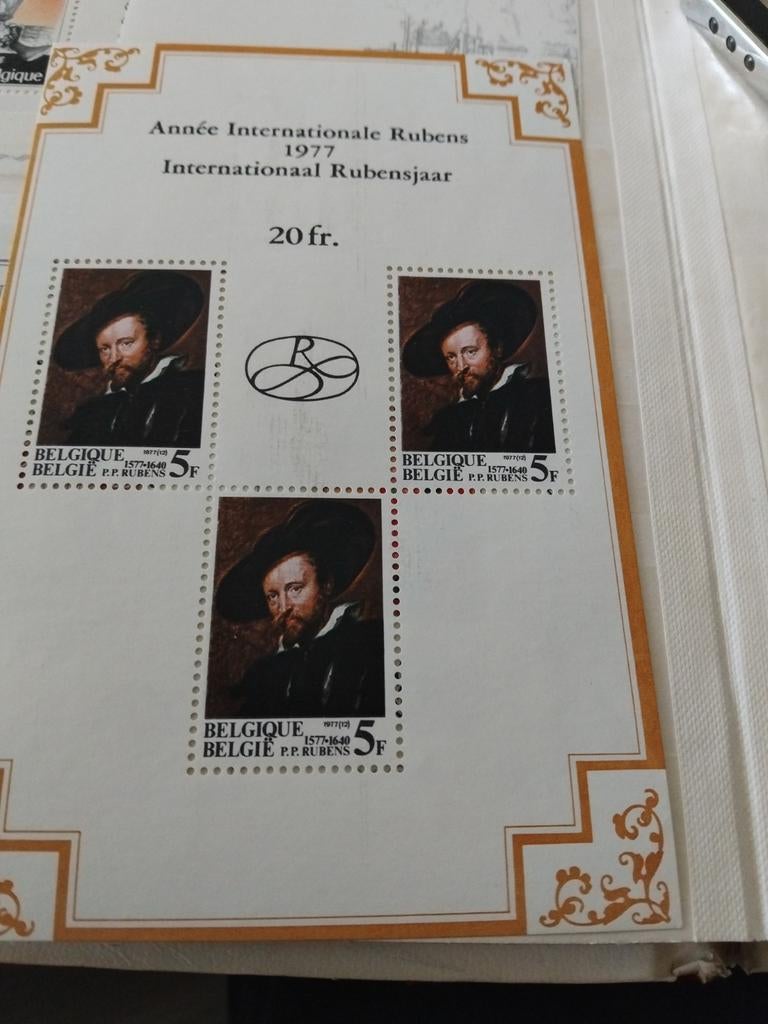 lgique
Année Internationale Rubens
1977
Internationaal Rubensjaar
20 fr.
R
BELGIQUE 1977(12)
BELGIË 1577•1640 P.P. RUBENS 5F
BELGIQUE 1977(12)
BELGIË 1577•1640 P.P. RUBENS 5F
BELGIQUE 1977(12)
BELGIË 1577•1640 P.P. RUBENS 5F